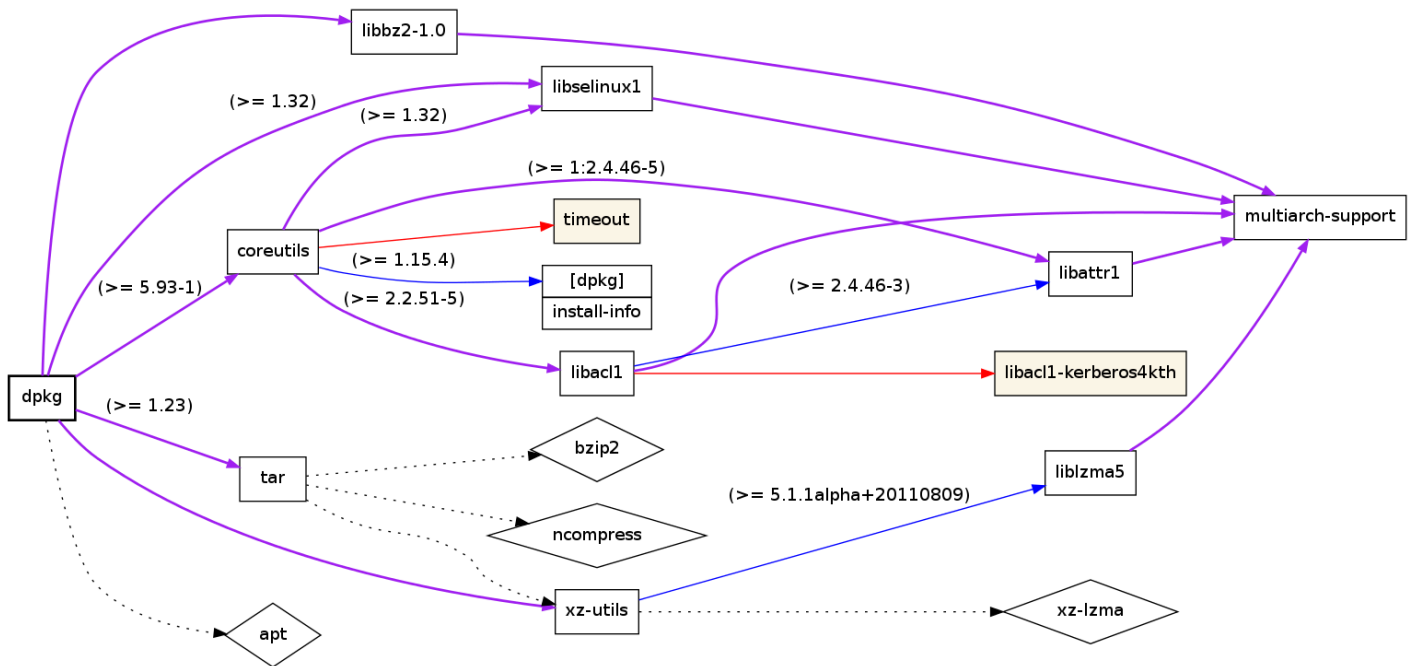 libbz2-1.0
libselinux1
(>= 1.32)
(>= 1.32)
(>= 1:2.4.46-5)
timeout
multiarch-support
coreutils
(>= 1.15.4)
[dpkg]
install-info
libattr1
(>= 5.93-1)
(>= 2.2.51-5)
(>= 2.4.46-3)
libacl1
libacl1-kerberos4kth
dpkg
(>= 1.23)
bzip2
tar
liblzma5
(>= 5.1.1alpha+20110809)
ncompress
xz-utils
xz-lzma
apt